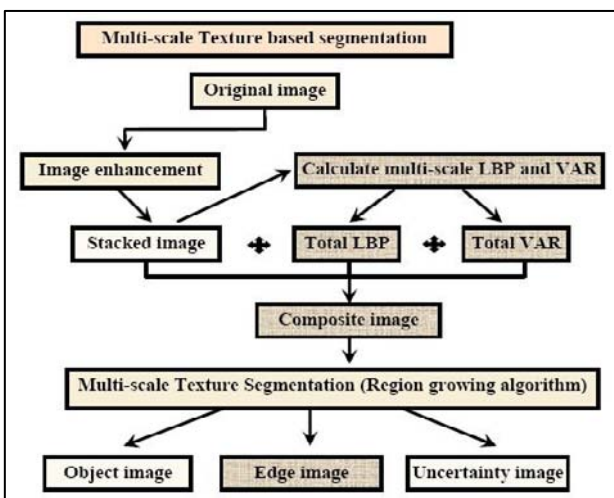 Multi-scale Texture based segmentation
Original image
Image enhancement
Calculate multi-scale LBP and VAR
Stacked image
Total LBP
Total VAR
Composite image
Multi-scale Texture Segmentation (Region growing algorithm)
Object image
Edge image
Uncertainty image